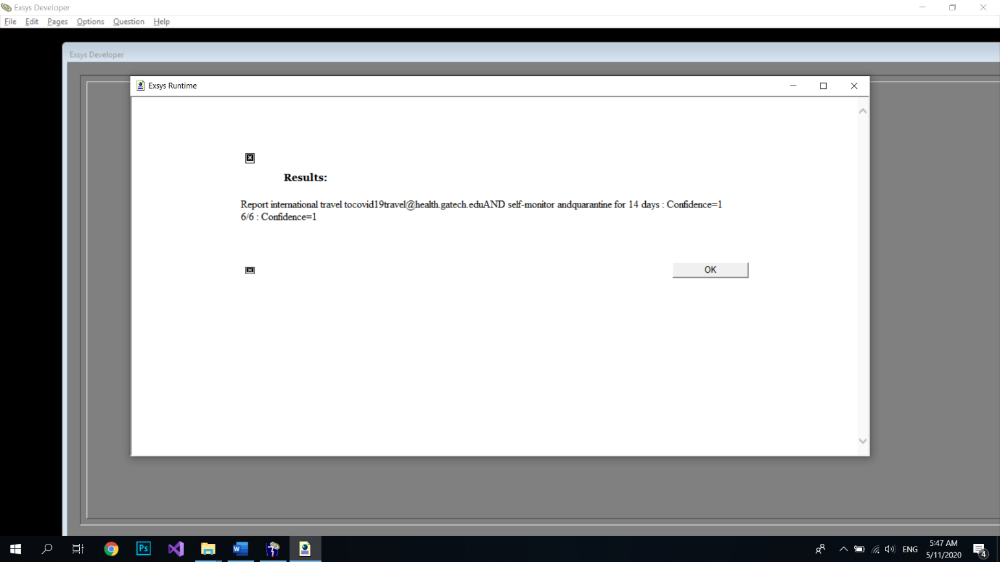 Exsys Developer
File Edit Pages Options Question Help
Exsys Developer
Exsys Runtime
Results:
Report international travel tocovid19travel@health.gatech.eduAND self-monitor andquarantine for 14 days : Confidence=1
6/6 : Confidence=1
OK
Ps
W
ENG
5:47 AM
5/11/2020
4